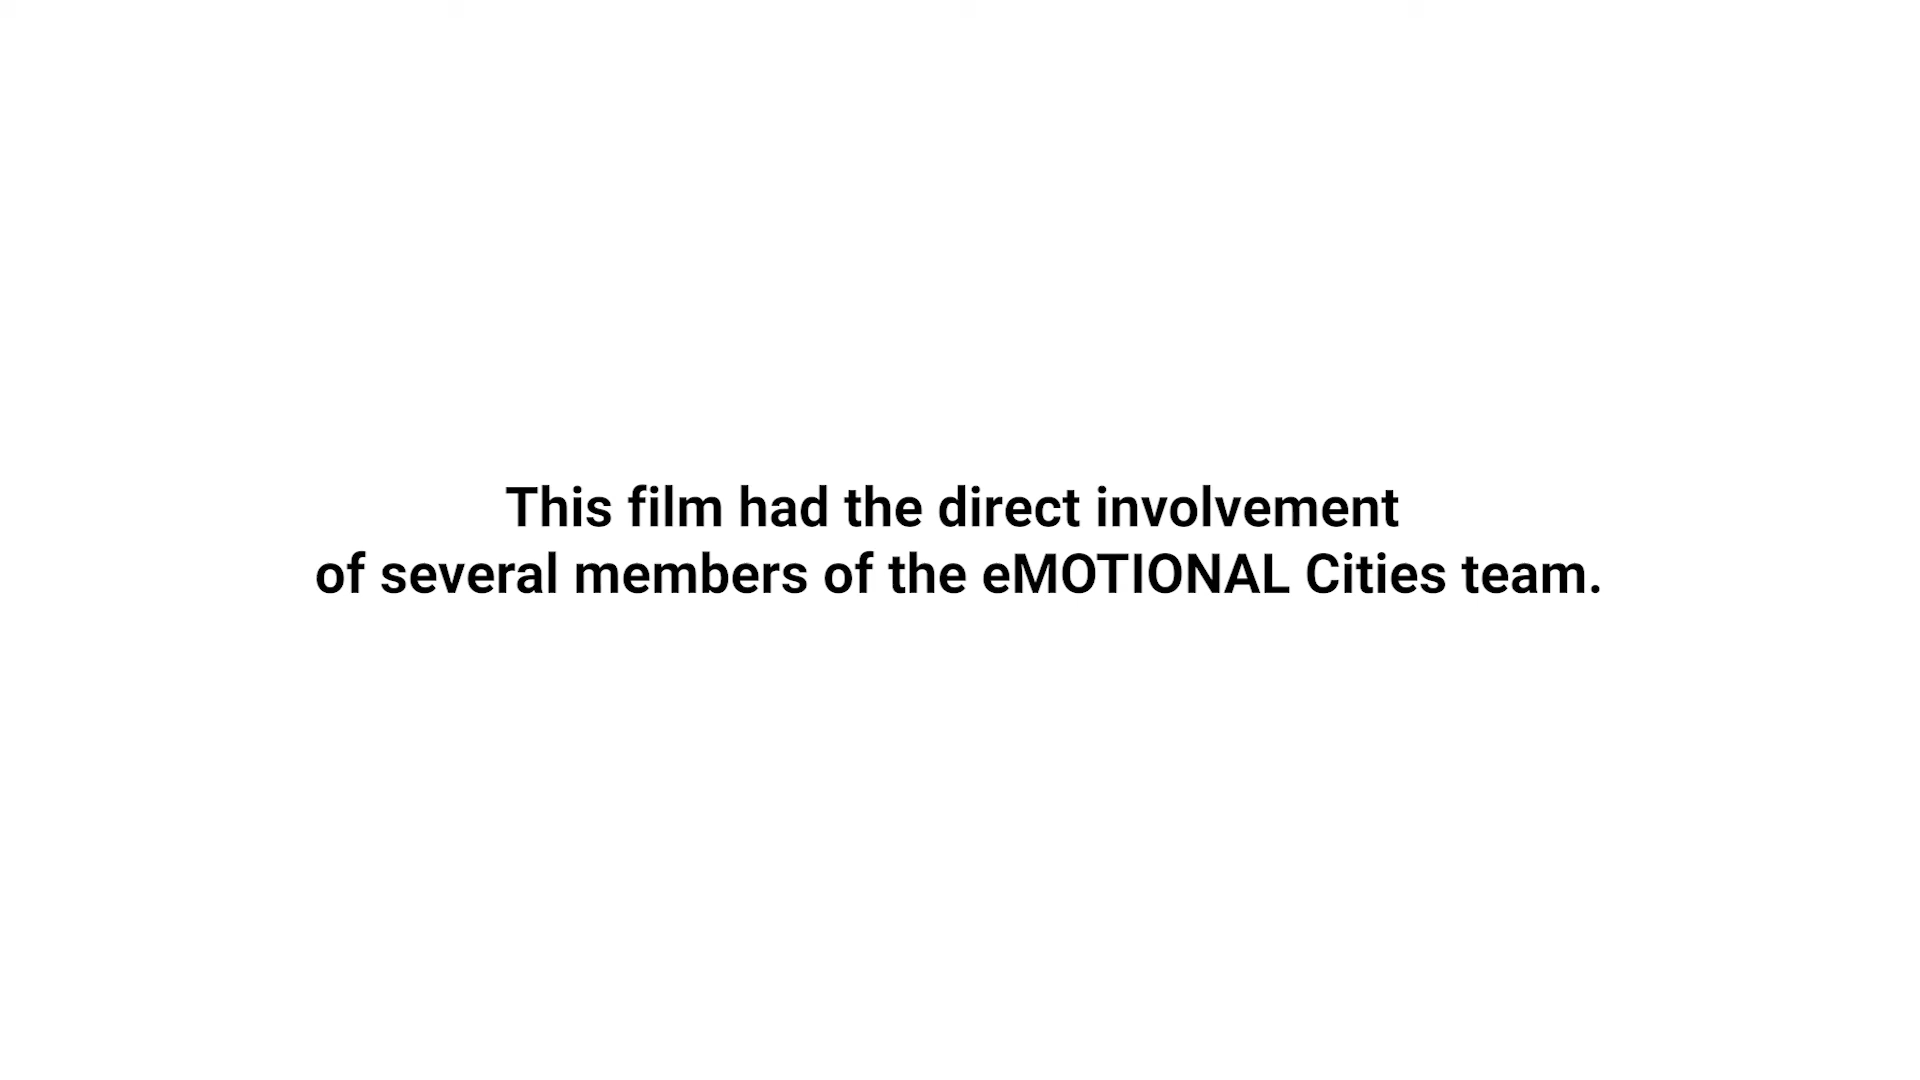 This film had the direct involvement
of several members of the eMOTIONAL Cities team.